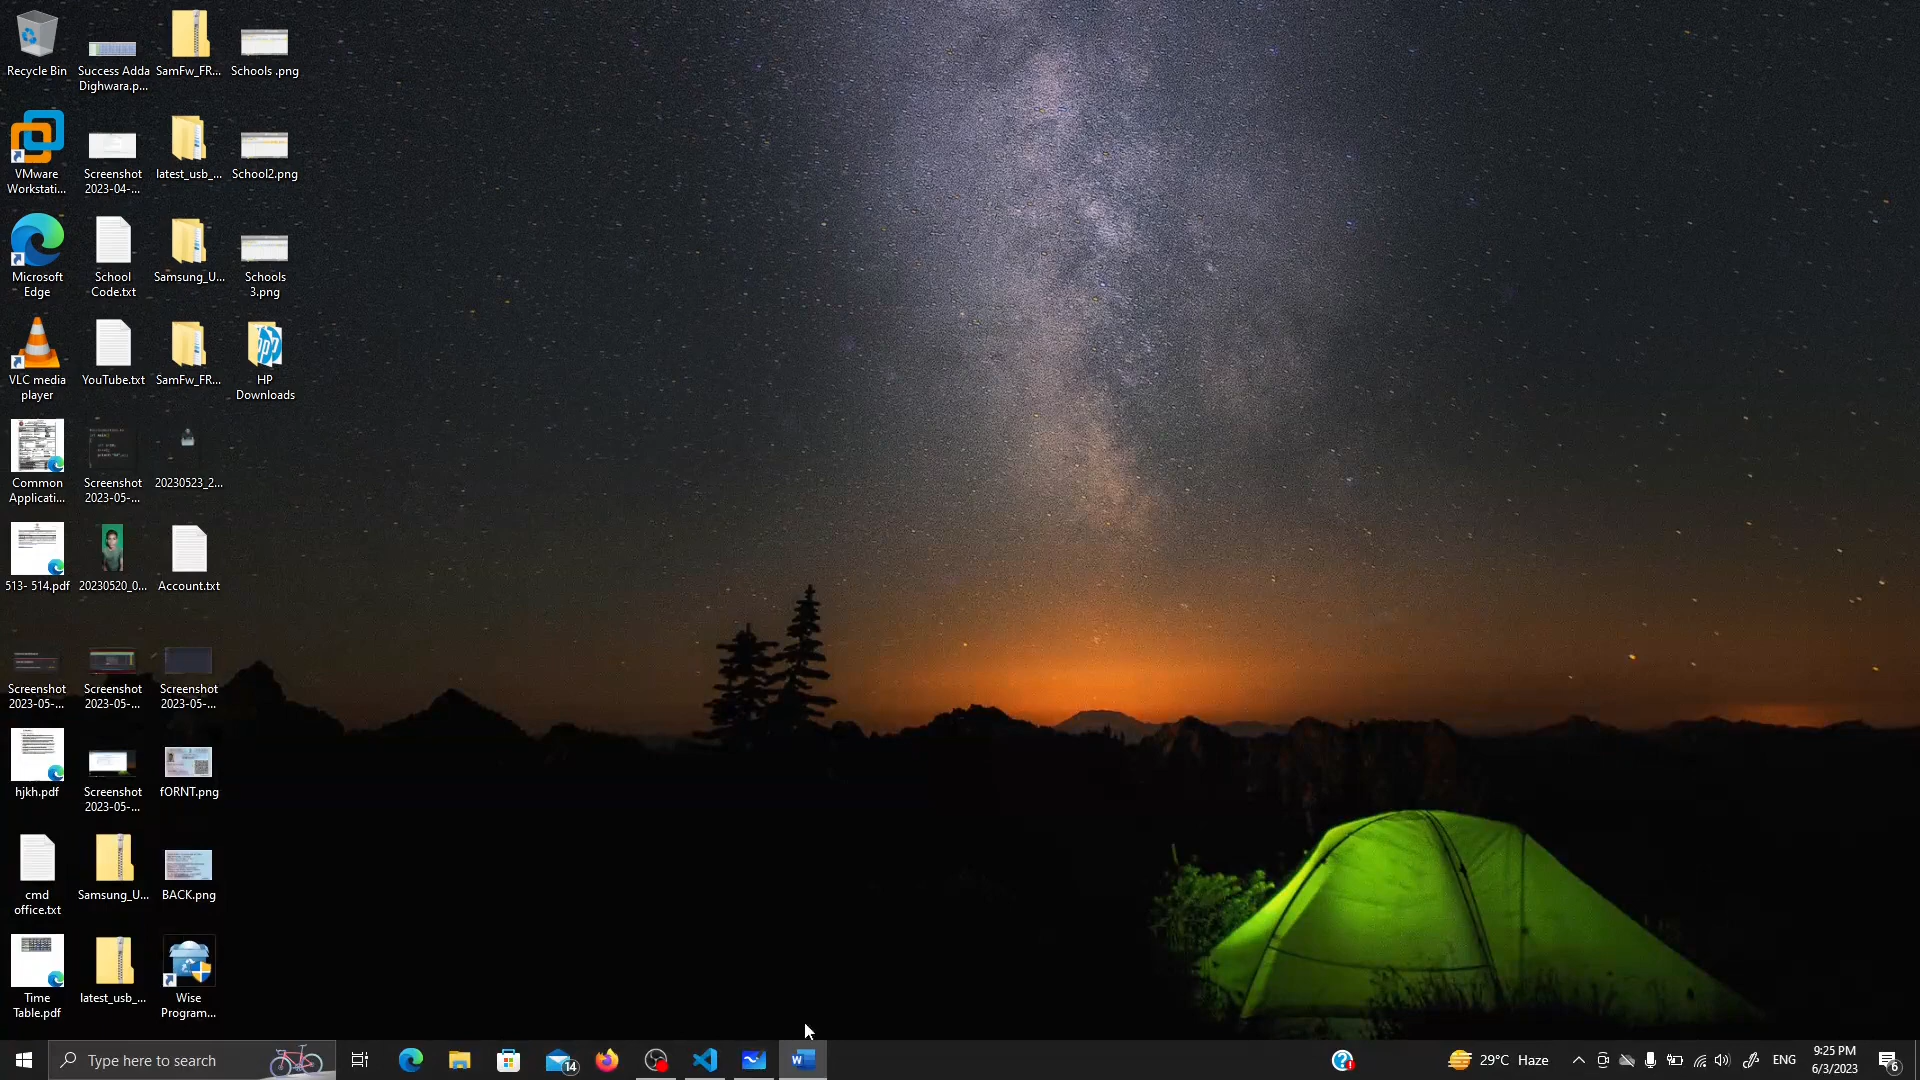 Recycle Bin
Success Adda
Dighwara.p...
SamFw_FR...
Schools .png
VMware
Workstati...
Screenshot
2023-04-...
latest_usb_...
School2.png
Microsoft
Edge
School
Code.txt
Samsung_U...
Schools
3.png
VLC media
player
YouTube.txt
SamFw_FR...
HP
Downloads
Common
Applicati...
Screenshot
2023-05-...
20230523_2...
513- 514.pdf
20230520_0...
Account.txt
Screenshot
2023-05-...
Screenshot
2023-05-...
Screenshot
2023-05-...
hjkh.pdf
Screenshot
2023-05-...
fORNT.png
cmd
office.txt
Samsung_U...
BACK.png
Time
Table.pdf
latest_usb_...
Wise
Program...
Type here to search
14
29°C Haze
ENG
9:25 PM
6/3/2023
6